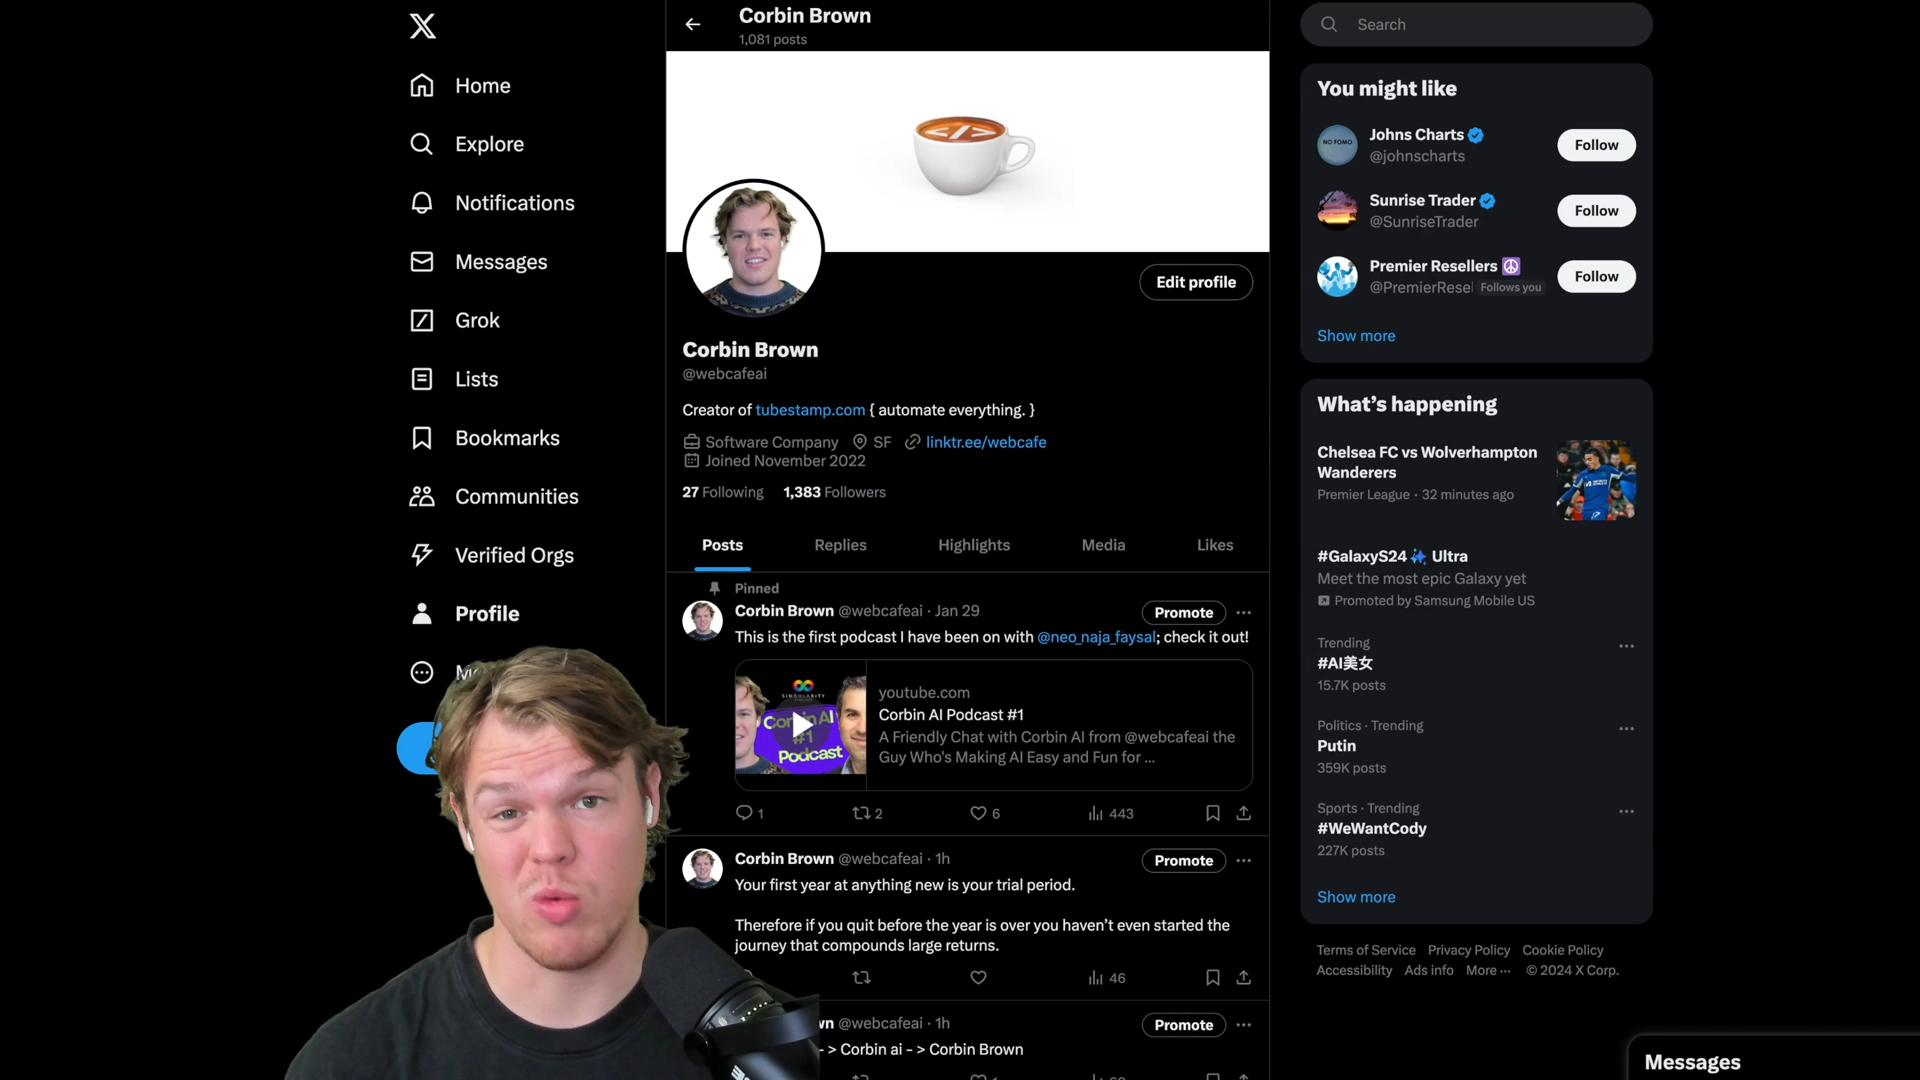 Home
Explore
Notifications
Messages
Grok
Lists
Bookmarks
Communities
Verified Orgs
Profile
Corbin Brown
1,081 posts
</>
Edit profile
Corbin Brown
@webcafeai
Creator of tubestamp.com { automate everything. }
Software Company SF linktr.ee/webcafe
Joined November 2022
27 Following 1,383 Followers
Posts Replies Highlights Media Likes
Pinned
Corbin Brown @webcafeai · Jan 29
Promote
This is the first podcast I have been on with @neo_naja_faysal; check it out!
SINGULARITY
Corbin AI
#1
Podcast
youtube.com
Corbin AI Podcast #1
A Friendly Chat with Corbin AI from @webcafeai the
Guy Who's Making AI Easy and Fun for ...
1 2 6 443
Corbin Brown @webcafeai · 1h
Promote
Your first year at anything new is your trial period.
Therefore if you quit before the year is over you haven't even started the
journey that compounds large returns.
46
@webcafeai · 1h
Promote
- > Corbin ai - > Corbin Brown
Search
You might like
NO FOMO
Johns Charts
@johnscharts
Follow
Sunrise Trader
@SunriseTrader
Follow
Premier Resellers
@PremierRese Follows you
Follow
Show more
What's happening
Chelsea FC vs Wolverhampton
Wanderers
Premier League · 32 minutes ago
#GalaxyS24 Ultra
Meet the most epic Galaxy yet
Promoted by Samsung Mobile US
Trending
#AI美女
15.7K posts
Politics · Trending
Putin
359K posts
Sports · Trending
#WeWantCody
227K posts
Show more
Terms of Service Privacy Policy Cookie Policy
Accessibility Ads info More ··· © 2024 X Corp.
Messages